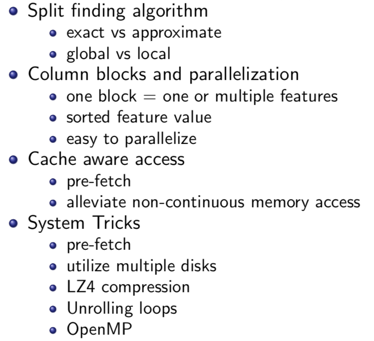 Split finding algorithm
exact vs approximate
global vs local
Column blocks and parallelization
one block = one or multiple features
sorted feature value
easy to parallelize
Cache aware access
pre-fetch
alleviate non-continuous memory access
System Tricks
pre-fetch
utilize multiple disks
LZ4 compression
Unrolling loops
OpenMP